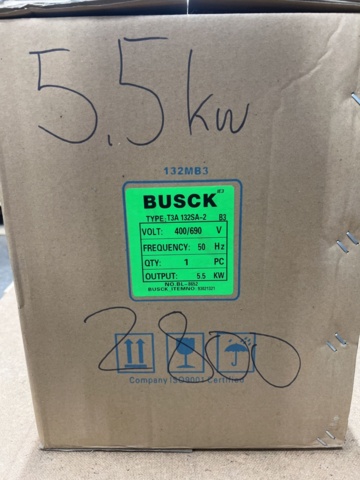 5.5 kw
132MB3
BUSCK B3
TYPE: T3A 132SA-2 B3
VOLT: 400/690 V
FREQUENCY: 50 Hz
QTY: 1 PC
OUTPUT: 5.5 KW
2800
Company ISO9001 Certified